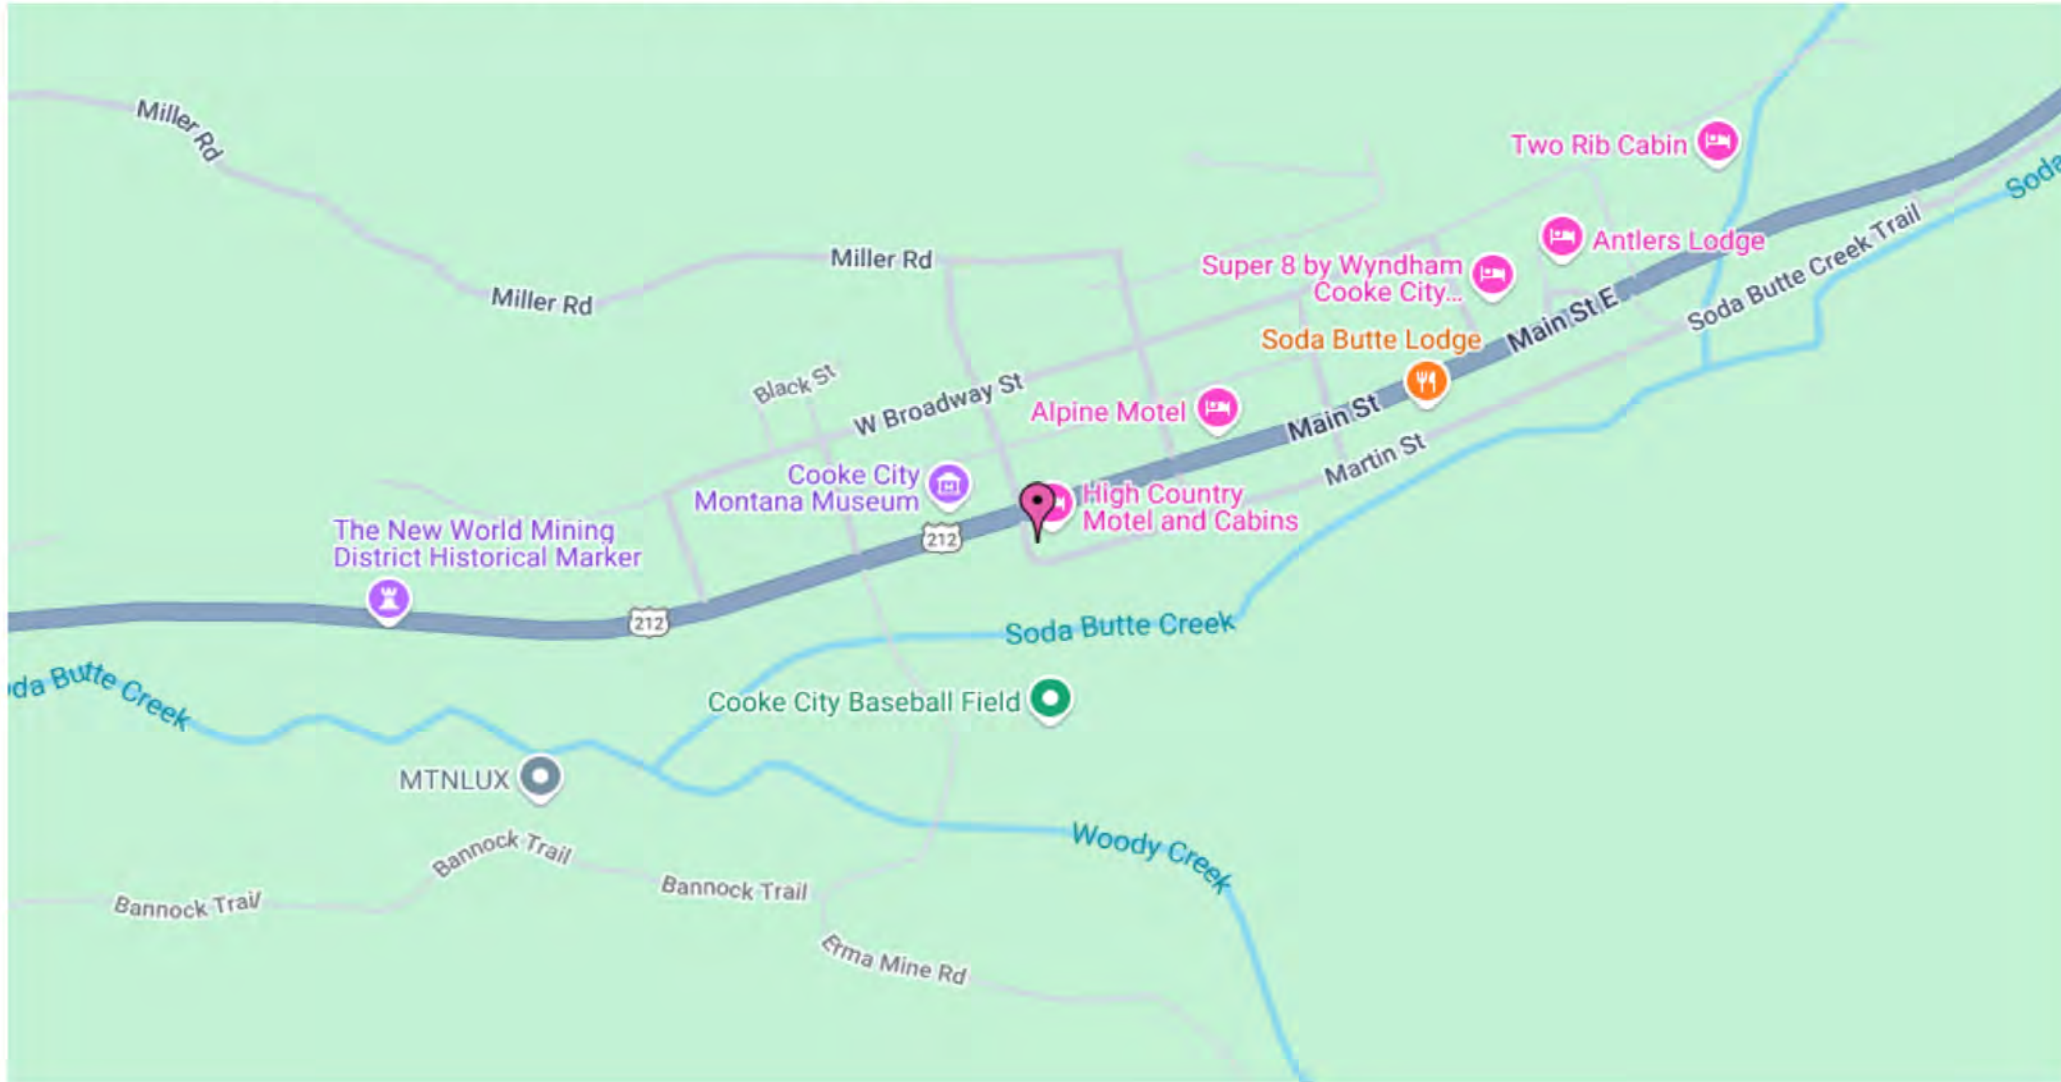 Miller Rd
Two Rib Cabin
Soda
Miller Rd
Antlers Lodge
Soda Butte Creek Trail
Super 8 by Wyndham
Cooke City...
Miller Rd
Main St E
Soda Butte Lodge
Black St
W Broadway St
Alpine Motel
Main St
Martin St
Cooke City
Montana Museum
High Country
Motel and Cabins
The New World Mining
District Historical Marker
212
212
Soda Butte Creek
da Butte Creek
Cooke City Baseball Field
MTNLUX
Bannock Trail
Woody Creek
Bannock Trail
Bannock Trail
Erma Mine Rd